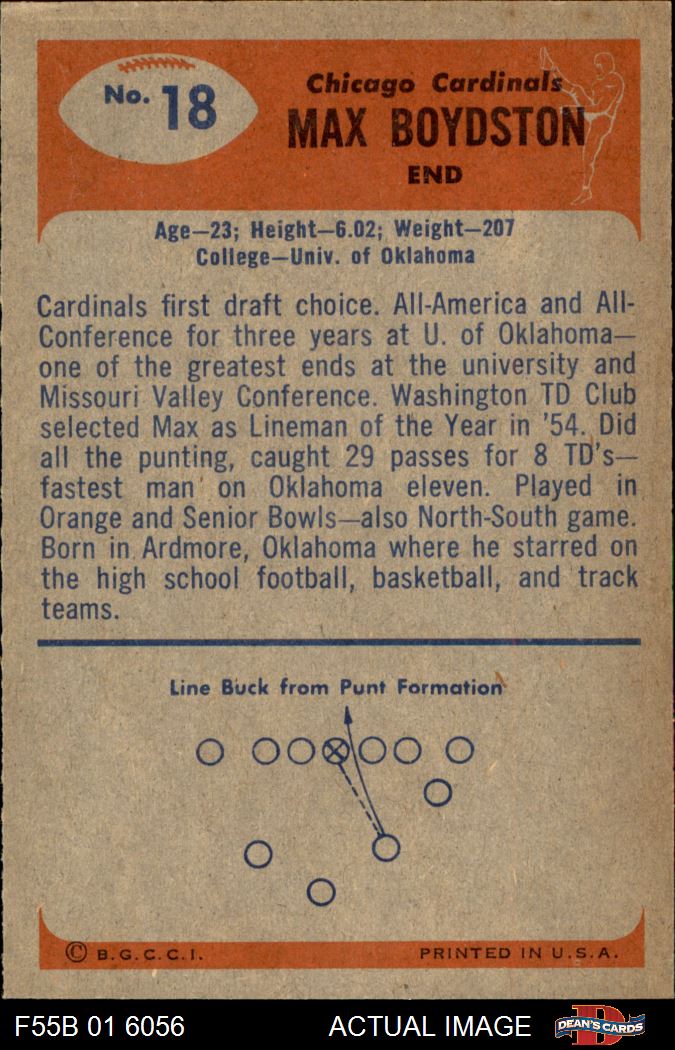 No. 18
Chicago Cardinals
MAX BOYDSTON
END
Age—23; Height—6.02; Weight—207
College—Univ. of Oklahoma
Cardinals first draft choice. All-America and All-
Conference for three years at U. of Oklahoma—
one of the greatest ends at the university and
Missouri Valley Conference. Washington TD Club
selected Max as Lineman of the Year in '54. Did
all the punting, caught 29 passes for 8 TD's—
fastest man on Oklahoma eleven. Played in
Orange and Senior Bowls—also North-South game.
Born in Ardmore, Oklahoma where he starred on
the high school football, basketball, and track
teams.
Line Buck from Punt Formation
© B.G.C.C.I. PRINTED IN U.S.A.
F55B 01 6056 ACTUAL IMAGE D DEAN'S CARDS